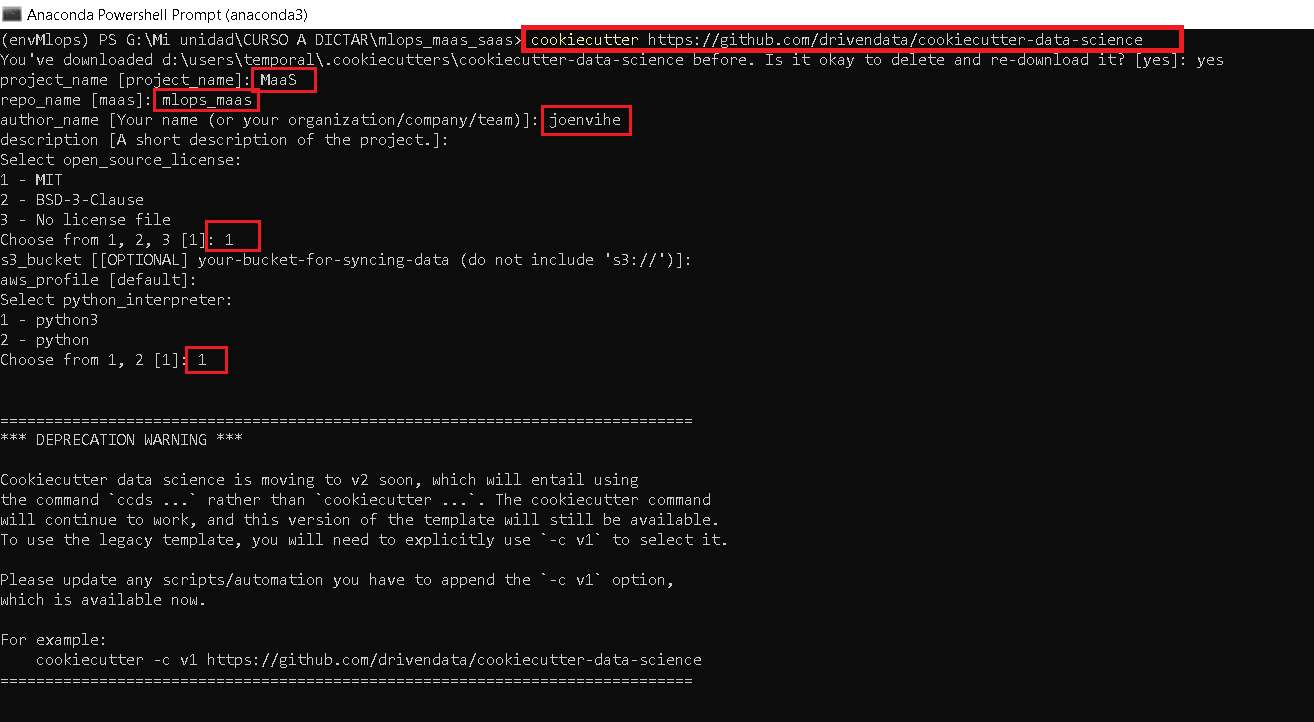 Anaconda Powershell Prompt (anaconda3)
(envMlops) PS G:\Mi unidad\CURSO A DICTAR\mlops_maas_saas> cookiecutter https://github.com/drivendata/cookiecutter-data-science
You've downloaded d:\users\temporal\.cookiecutters\cookiecutter-data-science before. Is it okay to delete and re-download it? [yes]: yes
project_name [project_name]: MaaS
repo_name [maas]: mlops_maas
author_name [Your name (or your organization/company/team)]: joenvihe
description [A short description of the project.]:
Select open_source_license:
1 - MIT
2 - BSD-3-Clause
3 - No license file
Choose from 1, 2, 3 [1]: 1
s3_bucket [[OPTIONAL] your-bucket-for-syncing-data (do not include 's3://')]:
aws_profile [default]:
Select python_interpreter:
1 - python3
2 - python
Choose from 1, 2 [1]: 1
=============================================================================
*** DEPRECATION WARNING ***
Cookiecutter data science is moving to v2 soon, which will entail using
the command `ccds ...` rather than `cookiecutter ...`. The cookiecutter command
will continue to work, and this version of the template will still be available.
To use the legacy template, you will need to explicitly use `-c v1` to select it.
Please update any scripts/automation you have to append the `-c v1` option,
which is available now.
For example:
cookiecutter -c v1 https://github.com/drivendata/cookiecutter-data-science
=============================================================================